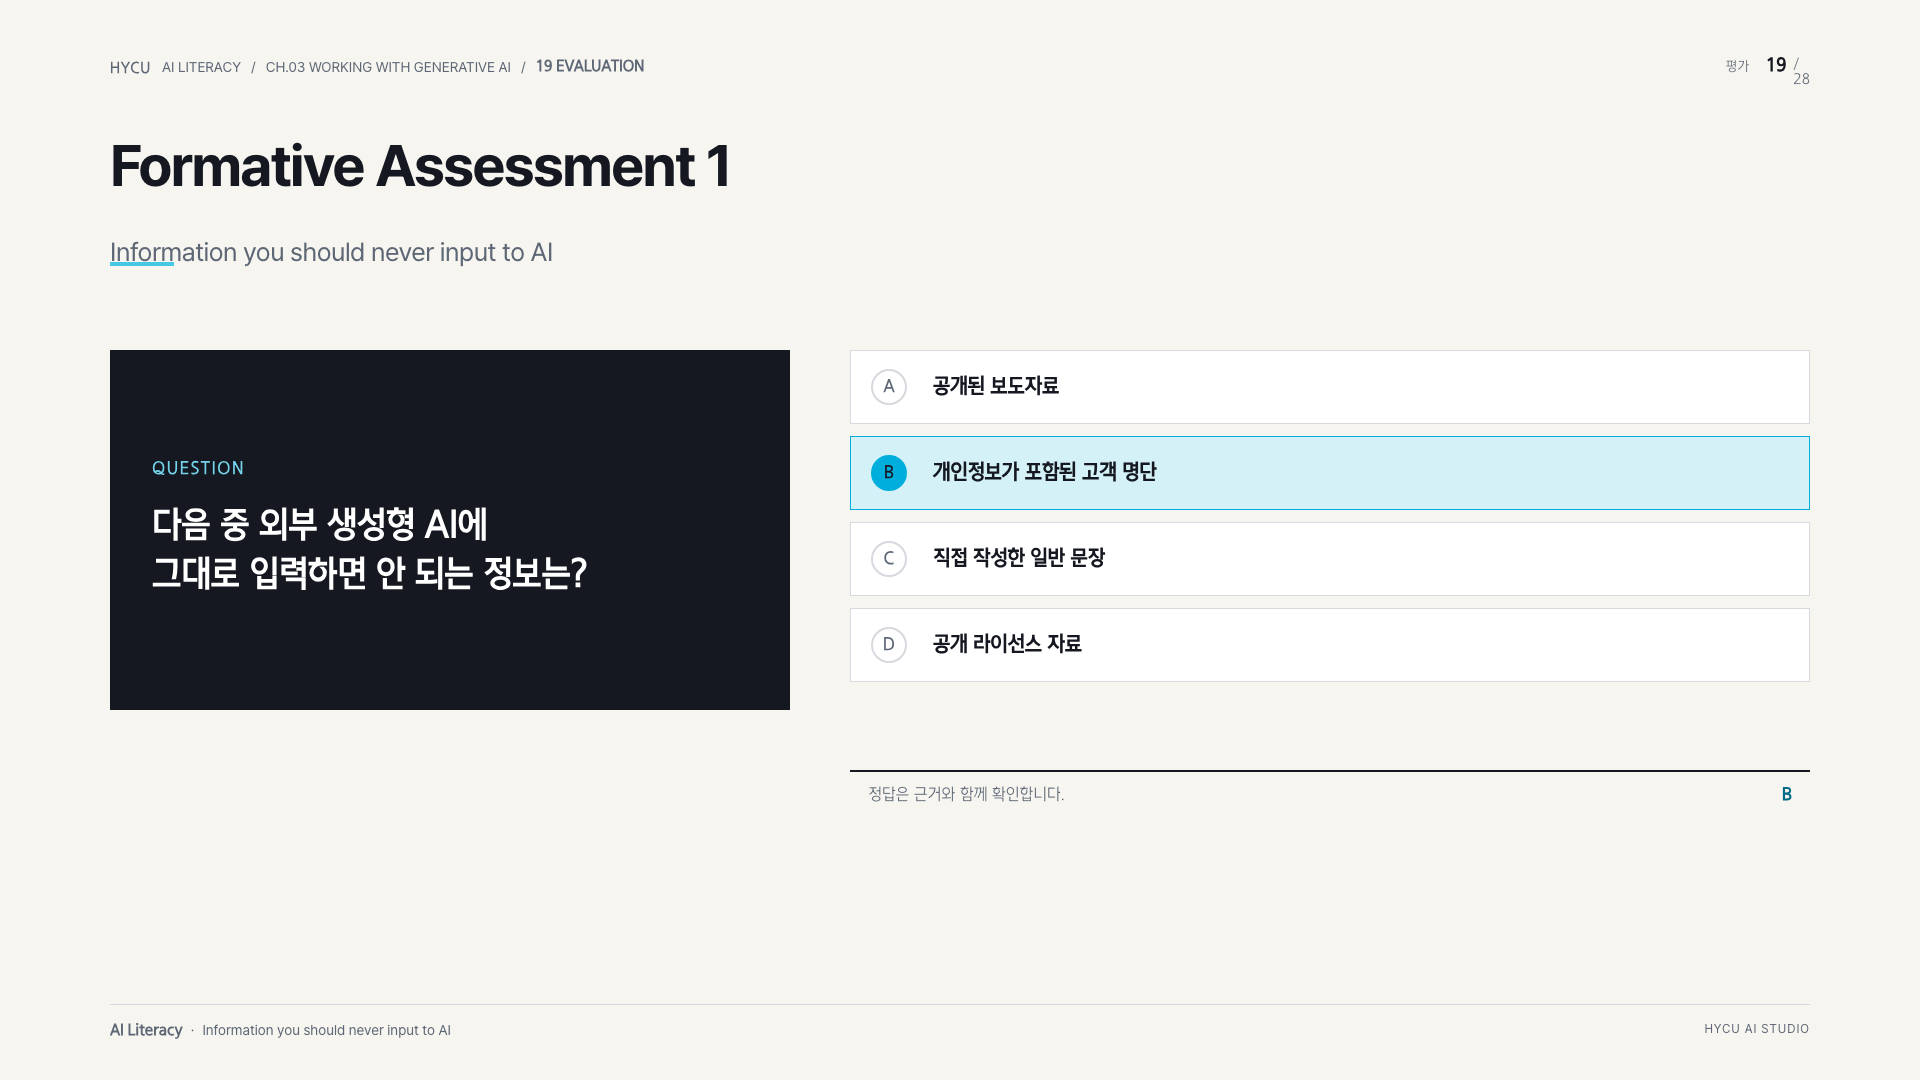 HYCU AI LITERACY / CH.03 WORKING WITH GENERATIVE AI / 19 EVALUATION
평가 19 / 28
Formative Assessment 1
Information you should never input to AI
QUESTION
다음 중 외부 생성형 AI에
그대로 입력하면 안 되는 정보는?
A 공개된 보도자료
B 개인정보가 포함된 고객 명단
C 직접 작성한 일반 문장
D 공개 라이선스 자료
정답은 근거와 함께 확인합니다. B
AI Literacy · Information you should never input to AI
HYCU AI STUDIO